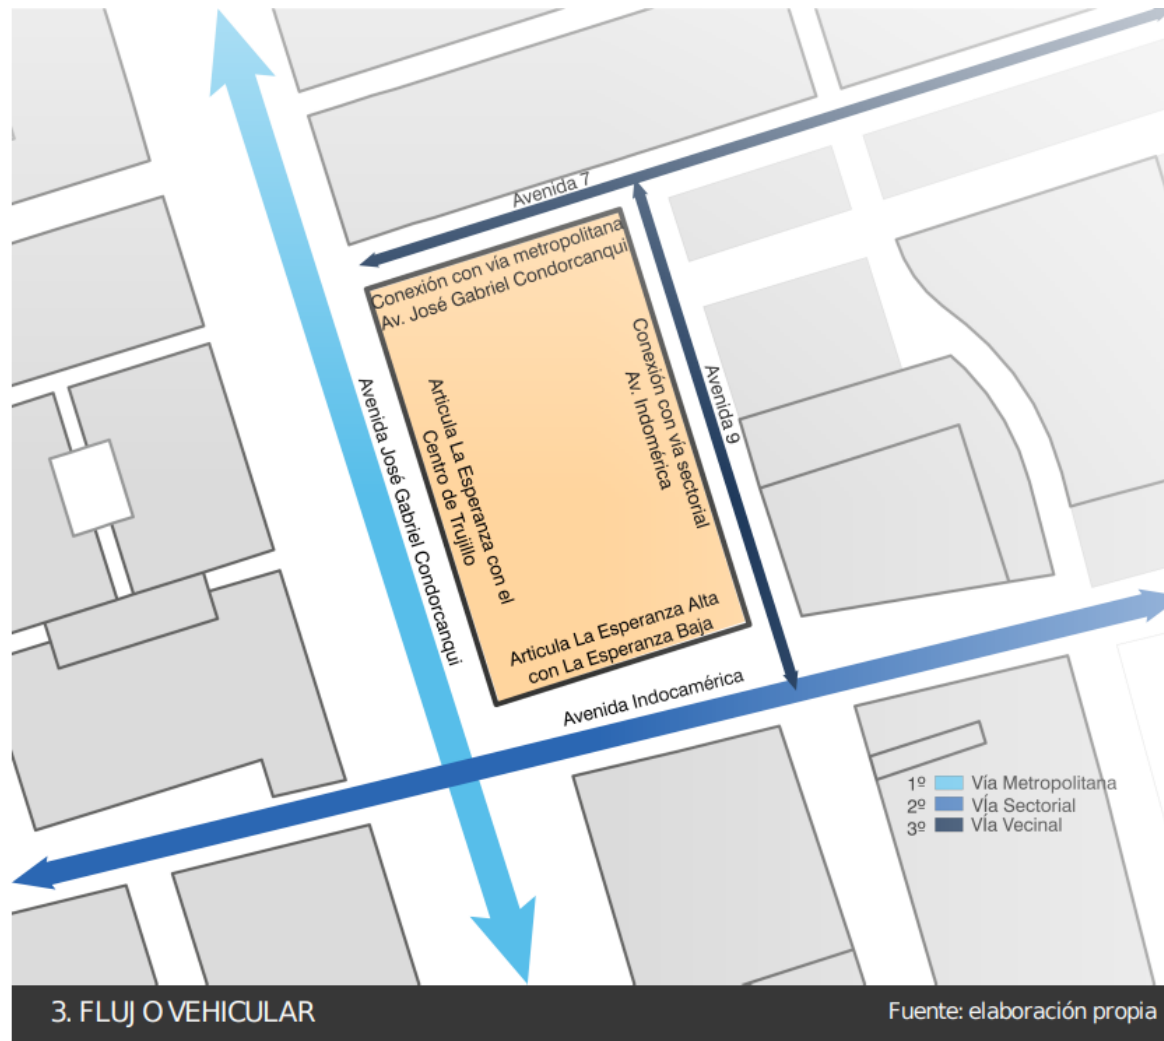 Avenida 7
Conexión con vía metropolitana
Av. José Gabriel Condorcanqui
Conexión con vía sectorial
Av. Indomérica
Avenida 9
Avenida José Gabriel Condorcanqui
Articula La Esperanza con el
Centro de Trujillo
Articula La Esperanza Alta
con La Esperanza Baja
Avenida Indocamérica
1º Vía Metropolitana
2º VÍa Sectorial
3º VÍa Vecinal
3. FLUJO VEHICULAR
Fuente: elaboración propia